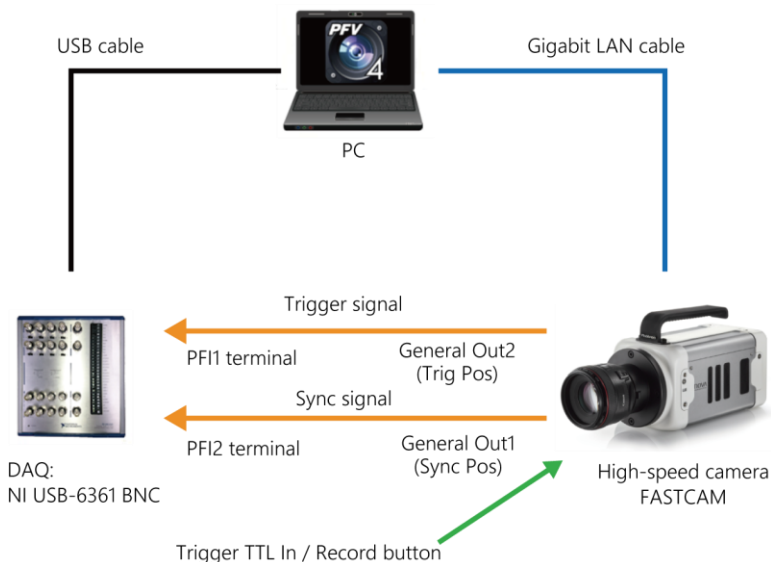 USB cable
PFV
4
Gigabit LAN cable
PC
Trigger signal
PFI1 terminal
General Out2
(Trig Pos)
Sync signal
PFI2 terminal
General Out1
(Sync Pos)
DAQ:
NI USB-6361 BNC
High-speed camera
FASTCAM
Trigger TTL In / Record button